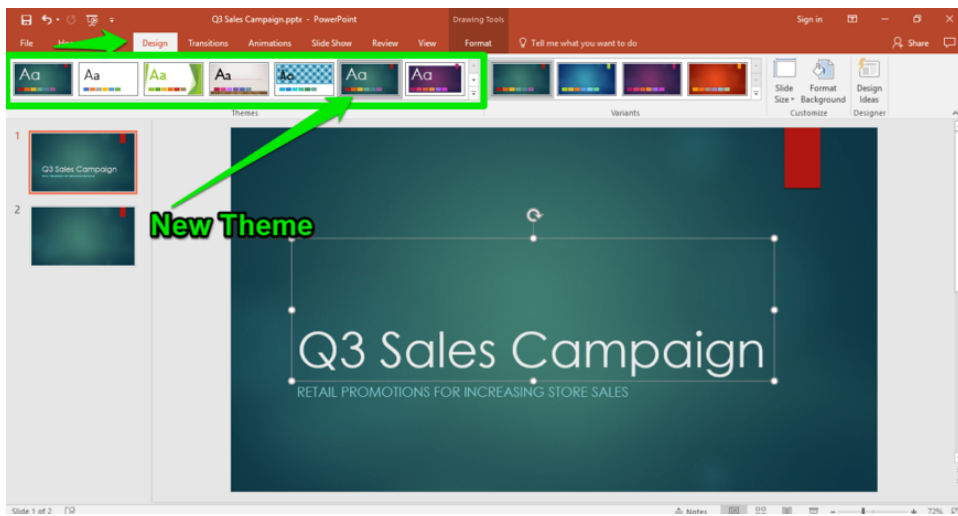 Q3 Sales Campaign.pptx - PowerPoint
Drawing Tools
Sign in
File
Design Transitions Animations Slide Show Review View Format Tell me what you want to do
Share
Aa Aa Aa Aa Aa Aa Aa
Slide Size
Format Background
Design Ideas
Themes
Variants
Customize
Designer
1
Q3 Sales Campaign
2
New Theme
Q3 Sales Campaign
RETAIL PROMOTIONS FOR INCREASING STORE SALES
Slide 1 of 2
Notes
72%